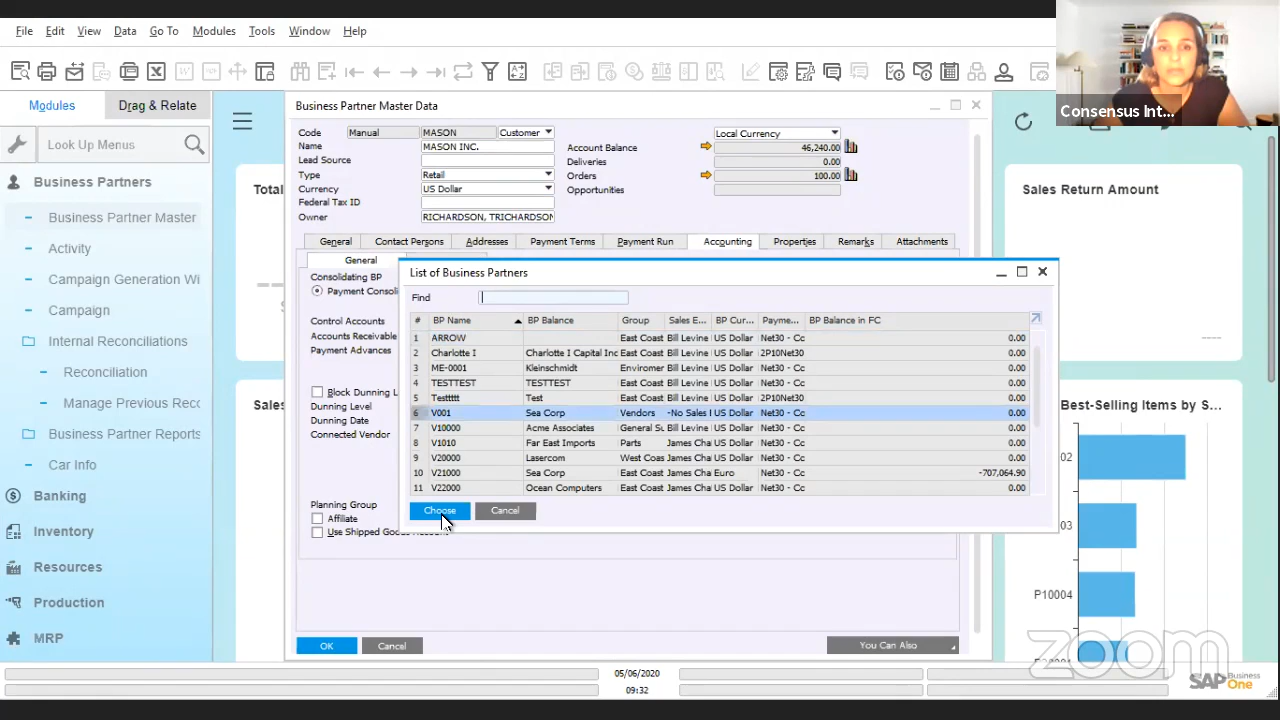 File Edit View Data Go To Modules Tools Window Help
Consensus Int...
Modules Drag & Relate
Look Up Menus
Business Partners
Business Partner Master
Activity
Campaign Generation Wi
Campaign
Internal Reconciliations
Reconciliation
Manage Previous Reco
Business Partner Reports
Car Info
Banking
Inventory
Resources
Production
MRP
Total
Sales
Business Partner Master Data
Code Manual MASON Customer
Name MASON INC.
Lead Source
Type Retail
Currency US Dollar
Federal Tax ID
Owner RICHARDSON, TRICHARDSON
Local Currency
Account Balance 46,240.00
Deliveries 0.00
Orders 100.00
Opportunities
General Contact Persons Addresses Payment Terms Payment Run Accounting Properties Remarks Attachments
General
Consolidating BP
Payment Consoli
Control Accounts
Accounts Receivable
Payment Advances
Block Dunning L
Dunning Level
Dunning Date
Connected Vendor
Planning Group
Affiliate
Use Shipped Goods Account
OK Cancel You Can Also
List of Business Partners
Find
# BP Name BP Balance Group Sales E... BP Cur... Payme... BP Balance in FC
1 ARROW East Coast Bill Levine US Dollar Net30 - Cc 0.00
2 Charlotte I Charlotte I Capital Inc East Coast Bill Levine US Dollar 2P10Net30 0.00
3 ME-0001 Kleinschmidt Enviromer Bill Levine US Dollar Net30 - Cc 0.00
4 TESTTEST TESTTEST East Coast Bill Levine US Dollar Net30 - Cc 0.00
5 Testtttt Test East Coast Bill Levine US Dollar 2P10Net30 0.00
6 V001 Sea Corp Vendors -No Sales I US Dollar Net30 - Cc 0.00
7 V10000 Acme Associates General Su Bill Levine US Dollar Net30 - Cc 0.00
8 V1010 Far East Imports Parts James Cha US Dollar Net30 - Cc 0.00
9 V20000 Lasercom West Coas James Cha US Dollar Net30 - Cc 0.00
10 V21000 Sea Corp East Coast James Cha Euro Net30 - Cc -707,064.90
11 V22000 Ocean Computers East Coast James Cha US Dollar Net30 - Cc 0.00
Choose Cancel
Sales Return Amount
Best-Selling Items by S...
02
03
P10004
zoom
05/06/2020
09:32
SAP Business One